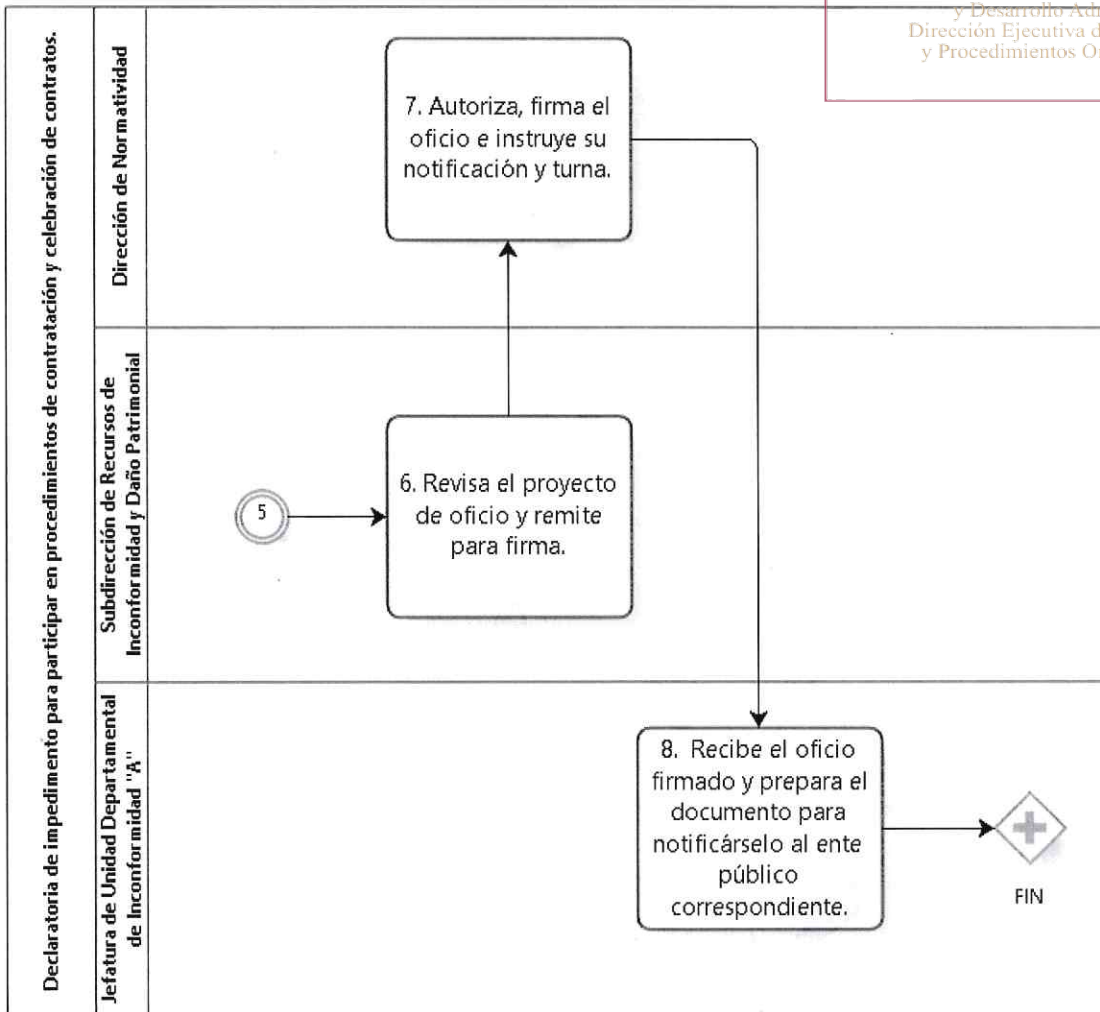 y Desarrollo Ad
Dirección Ejecutiva d
y Procedimientos O
Declaratoria de impedimento para participar en procedimientos de contratación y celebración de contratos.
Dirección de Normatividad
7. Autoriza, firma el
oficio e instruye su
notificación y turna.
Subdirección de Recursos de
Inconformidad y Daño Patrimonial
5
6. Revisa el proyecto
de oficio y remite
para firma.
Jefatura de Unidad Departamental
de Inconformidad "A"
8. Recibe el oficio
firmado y prepara el
documento para
notificárselo al ente
público
correspondiente.
FIN